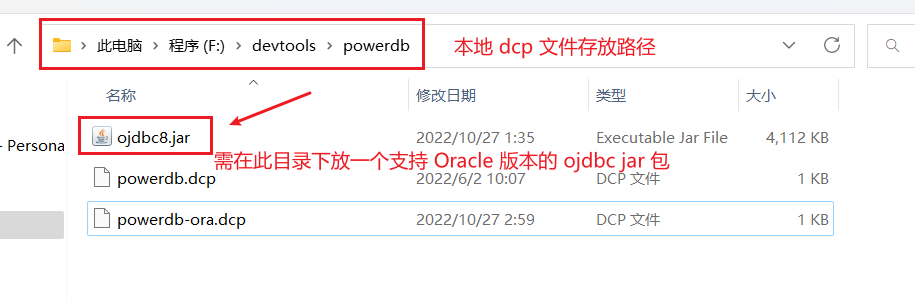 此电脑 > 程序 (F:) > devtools > powerdb
本地 dcp 文件存放路径
名称 修改日期 类型 大小
- Persona
ojdbc8.jar 2022/10/27 1:35 Executable Jar File 4,112 KB
需在此目录下放一个支持 Oracle 版本的 ojdbc jar 包
powerdb.dcp 2022/6/2 10:07 DCP 文件 1 KB
powerdb-ora.dcp 2022/10/27 2:59 DCP 文件 1 KB